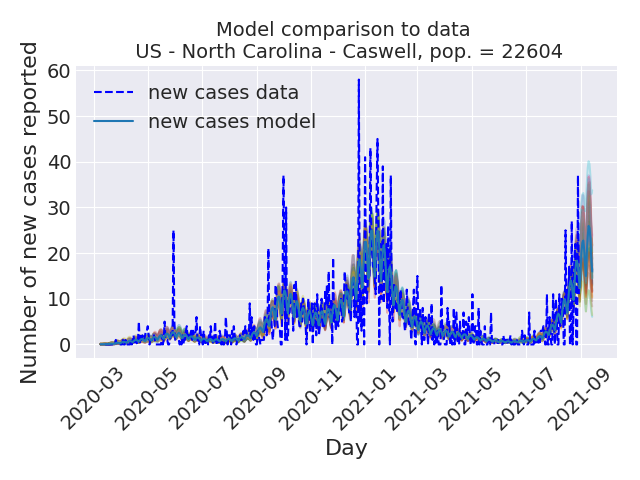 Model comparison to data
US - North Carolina - Caswell, pop. = 22604
Number of new cases reported
60
50
40
30
20
10
0
new cases data
new cases model
2020-03
2020-05
2020-07
2020-09
2020-11
2021-01
2021-03
2021-05
2021-07
2021-09
Day